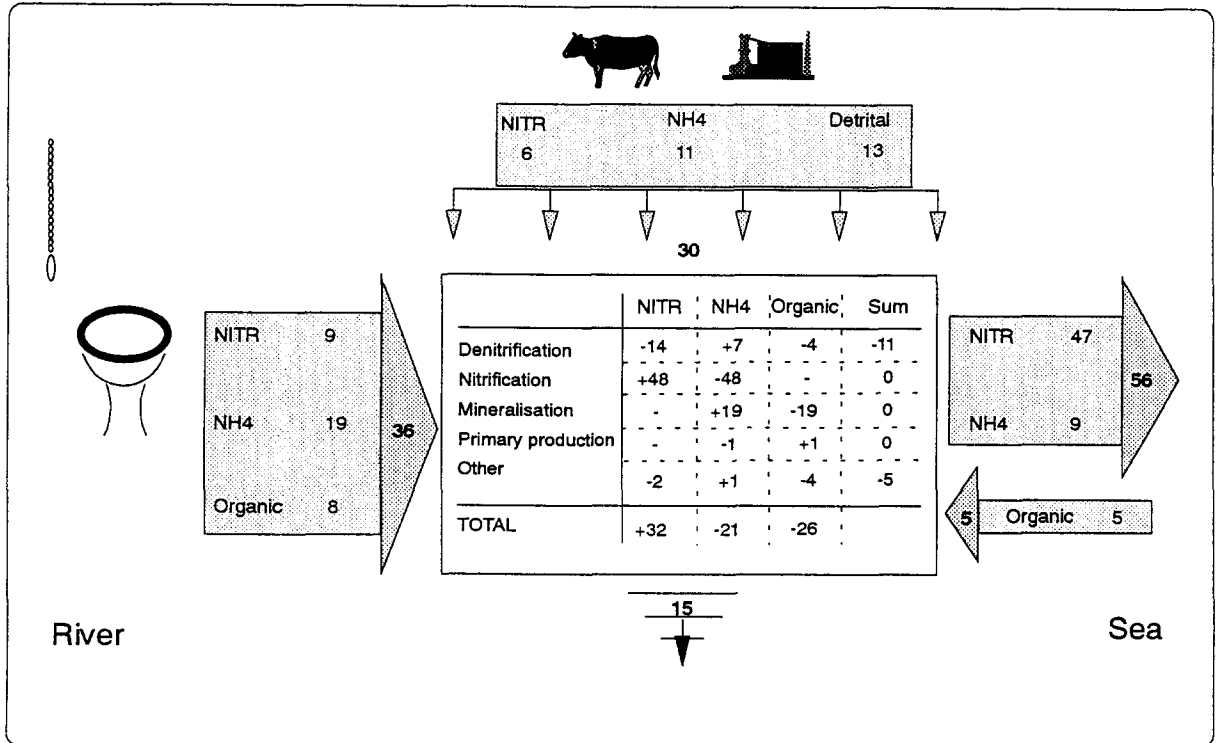 NITR NH4 Detrital
6 11 13
30
NITR 9
NH4 19
Organic 8
36
NITR NH4 Organic Sum
Denitrification -14 +7 -4 -11
Nitrification +48 -48 - 0
Mineralisation - +19 -19 0
Primary production - -1 +1 0
Other -2 +1 -4 -5
TOTAL +32 -21 -26
NITR 47
NH4 9
56
5 Organic 5
15
River
Sea